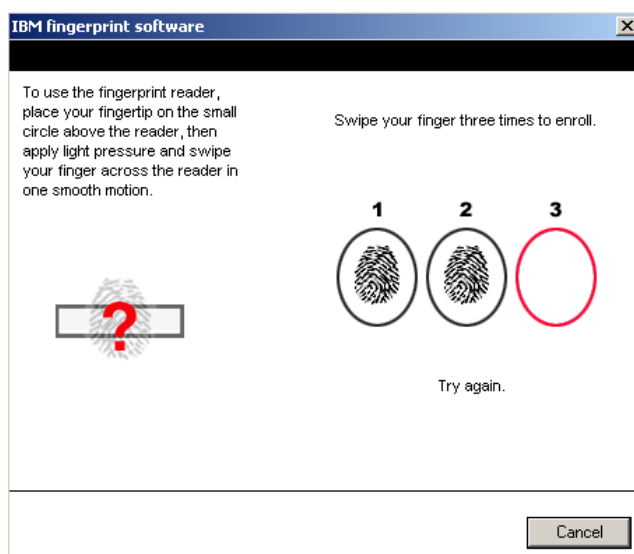 IBM fingerprint software
To use the fingerprint reader,
place your fingertip on the small
circle above the reader, then
apply light pressure and swipe
your finger across the reader in
one smooth motion.
Swipe your finger three times to enroll.
1 2 3
?
Try again.
Cancel